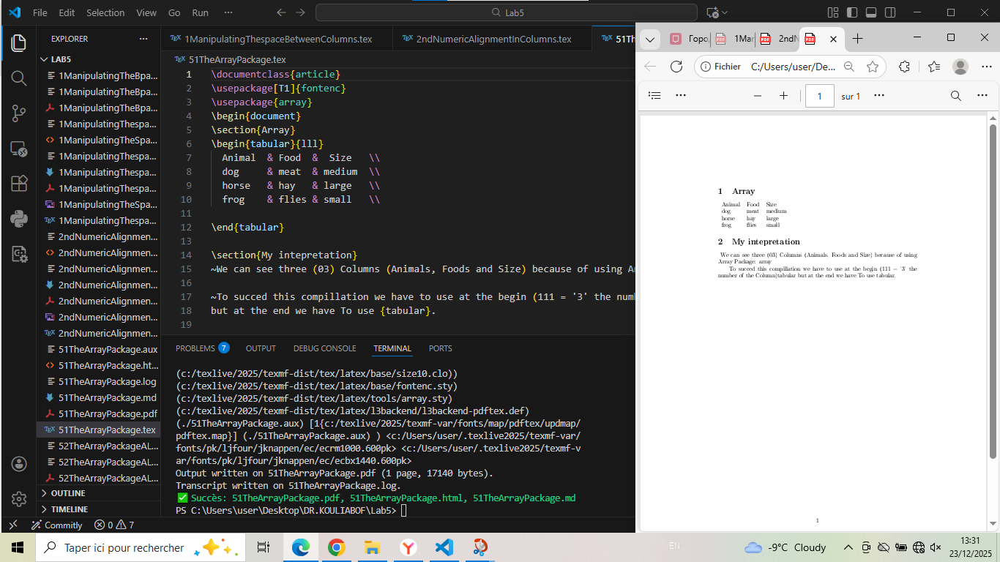 File Edit Selection View Go Run ··· Lab5
EXPLORER ···
LAB5
1ManipulatingTheBpa...
1ManipulatingTheBpa...
1ManipulatingTheBpa...
1ManipulatingThespa...
1ManipulatingTheSpa...
1ManipulatingThespa...
1ManipulatingThespa...
1ManipulatingThespa...
1ManipulatingTheSpa...
1ManipulatingThespa...
2ndNumericAlignmen...
2ndNumericAlignmen...
2ndNumericAlignmen...
2ndNumericAlignmen...
2ndNumericAlignmen...
2ndNumericAlignmen...
2ndNumericAlignmen...
51TheArrayPackage.aux
51TheArrayPackage.ht...
51TheArrayPackage.log
51TheArrayPackage.md
51TheArrayPackage.pdf
51TheArrayPackage.tex
52TheArrayPackageAL...
52TheArrayPackageAL...
52TheArrayPackageAL...
OUTLINE
TIMELINE
1ManipulatingThespaceBetweenColumns.tex 2ndNumericAlignmentInColumns.tex 51Th
51TheArrayPackage.tex
1 \documentclass{article}
2 \usepackage[T1]{fontenc}
3 \usepackage{array}
4 \begin{document}
5 \section{Array}
6 \begin{tabular}{lll}
7 Animal & Food & Size \\
8 dog & meat & medium \\
9 horse & hay & large \\
10 frog & flies & small \\
11
12 \end{tabular}
13
14 \section{My intepretation}
15 ~We can see three (03) Columns (Animals, Foods and Size) because of using Ar
16
17 ~To succed this compillation we have to use at the begin (111 = '3' the numb
18 but at the end we have To use {tabular}.
19
PROBLEMS 7 OUTPUT DEBUG CONSOLE TERMINAL PORTS
(c:/texlive/2025/texmf-dist/tex/latex/base/size10.clo))
(c:/texlive/2025/texmf-dist/tex/latex/base/fontenc.sty)
(c:/texlive/2025/texmf-dist/tex/latex/tools/array.sty)
(c:/texlive/2025/texmf-dist/tex/latex/l3backend/l3backend-pdftex.def)
(./51TheArrayPackage.aux) [1{c:/texlive/2025/texmf-var/fonts/map/pdftex/updmap/
pdftex.map}] (./51TheArrayPackage.aux) ) <c:/Users/user/.texlive2025/texmf-var/
fonts/pk/ljfour/jknappen/ec/ecrm1000.600pk> <c:/Users/user/.texlive2025/texmf-v
ar/fonts/pk/ljfour/jknappen/ec/ecbx1440.600pk>
Output written on 51TheArrayPackage.pdf (1 page, 17140 bytes).
Transcript written on 51TheArrayPackage.log.
✅ Succès: 51TheArrayPackage.pdf, 51TheArrayPackage.html, 51TheArrayPackage.md
PS C:\Users\user\Desktop\DR.KOULIABOF\Lab5>
Commitly 0 7
Горо, 1Mar 2ndN
Fichier C:/Users/user/De...
1 sur 1
1 Array
Animal Food Size
dog meat medium
horse hay large
frog flies small
2 My intepretation
We can see three (03) Columns (Animals, Foods and Size) because of using
Array Package: array
To succed this compillation we have to use at the begin (111 = '3' the
number of the Column)tabular but at the end we have To use tabular.
1
Taper ici pour rechercher
EN
-9°C Cloudy
13:31
23/12/2025